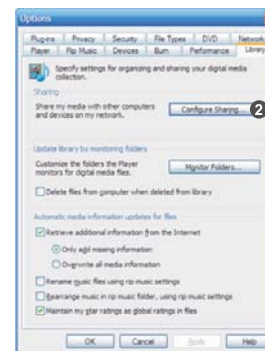 Options
Plug-ins Privacy Security File Types DVD Network
Player Rip Music Devices Burn Performance Library
Specify settings for organizing and sharing your digital media
collection.
Sharing
Share my media with other computers
and devices on my network.
Configure Sharing...
2
Update library by monitoring folders
Customize the folders the Player
monitors for digital media files.
Monitor Folders...
Delete files from computer when deleted from library
Automatic media information updates for files
Retrieve additional information from the Internet
Only add missing information
Overwrite all media information
Rename music files using rip music settings
Rearrange music in rip music folder, using rip music settings
Maintain my star ratings as global ratings in files
OK Cancel Apply Help